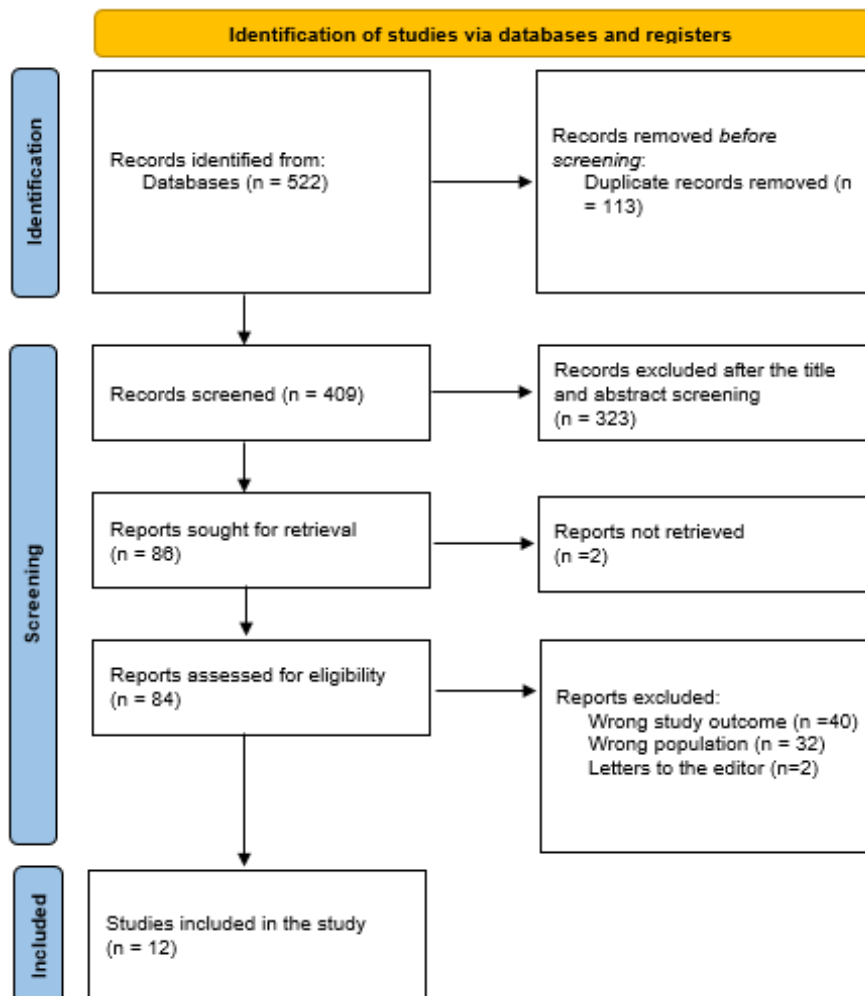 Identification of studies via databases and registers
Identification
Records identified from:
Databases (n = 522)
Records removed before
screening:
Duplicate records removed (n
= 113)
Screening
Records screened (n = 409)
Records excluded after the title
and abstract screening
(n = 323)
Reports sought for retrieval
(n = 86)
Reports not retrieved
(n =2)
Reports assessed for eligibility
(n = 84)
Reports excluded:
Wrong study outcome (n =40)
Wrong population (n = 32)
Letters to the editor (n=2)
Included
Studies included in the study
(n = 12)